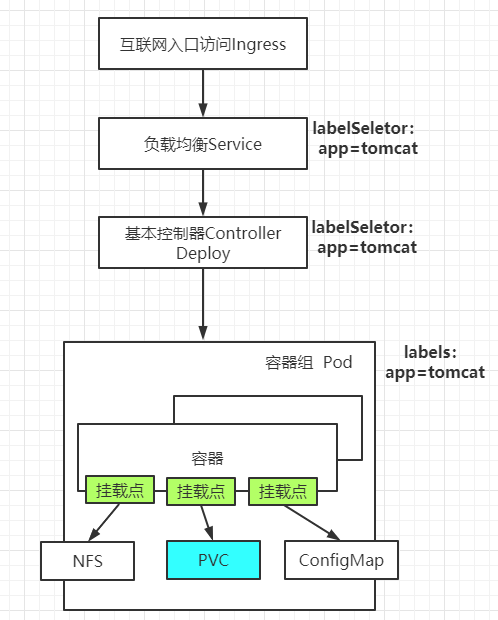 互联网入口访问Ingress
负载均衡Service
labelSeletor:
app=tomcat
基本控制器Controller
Deploy
labelSeletor:
app=tomcat
容器组 Pod
labels:
app=tomcat
容器
挂载点
挂载点
挂载点
NFS
PVC
ConfigMap